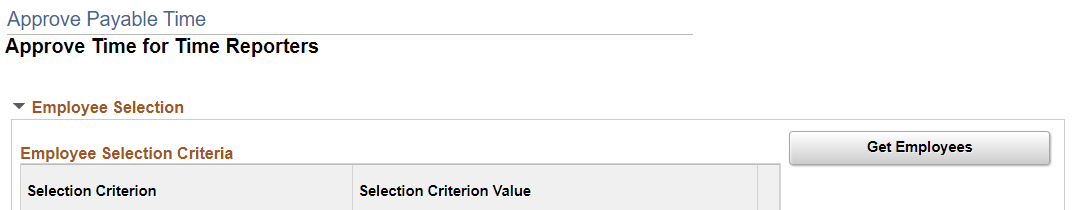 Approve Payable Time
Approve Time for Time Reporters
Employee Selection
Employee Selection Criteria
Get Employees
Selection Criterion
Selection Criterion Value